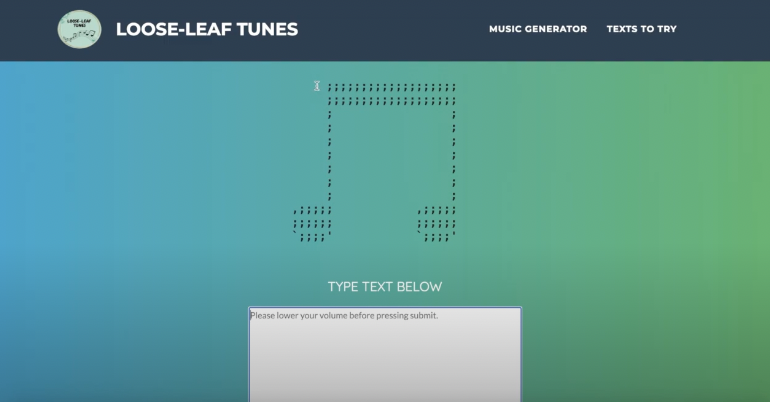 LOOSE-LEAF TUNES
LOOSE-LEAF TUNES
MUSIC GENERATOR
TEXTS TO TRY
;;;;;;;;;;;;;;;;;;;
;;;;;;;;;;;;;;;;;;;
; ;
; ;
; ;
; ;
; ;
; ;
; ;
,;;;;; ,;;;;;
;;;;;; ;;;;;;
`;;;;' `;;;;'
TYPE TEXT BELOW
Please lower your volume before pressing submit.